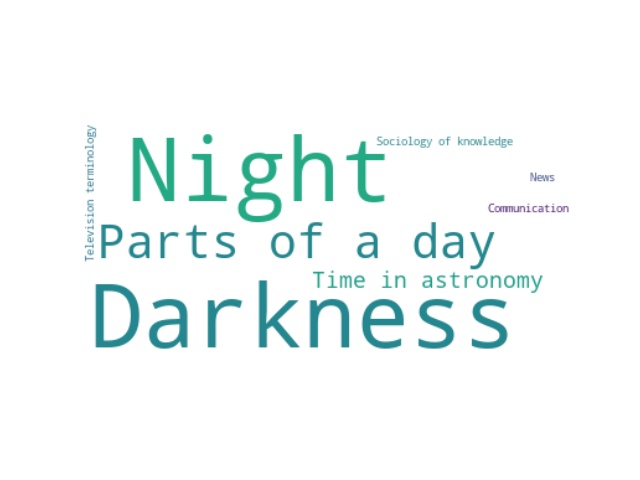 Television terminology
Night
Sociology of knowledge
News
Communication
Parts of a day
Time in astronomy
Darkness